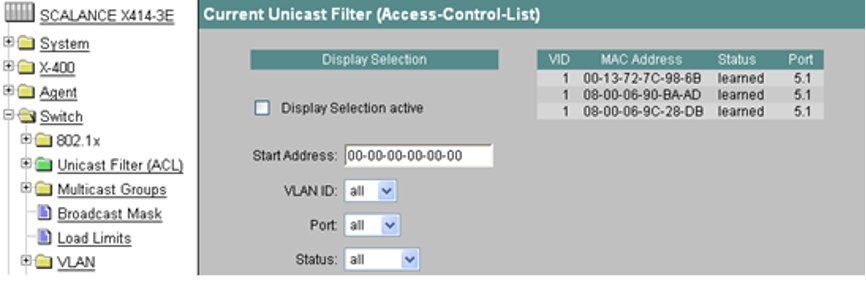 SCALANCE X414-3E
System
X-400
Agent
Switch
802.1x
Unicast Filter (ACL)
Multicast Groups
Broadcast Mask
Load Limits
VLAN
Current Unicast Filter (Access-Control-List)
Display Selection
Display Selection active
Start Address: 00-00-00-00-00-00
VLAN ID: all
Port: all
Status: all
VID MAC Address Status Port
1 00-13-72-7C-98-6B learned 5.1
1 08-00-06-90-BA-AD learned 5.1
1 08-00-06-9C-28-DB learned 5.1